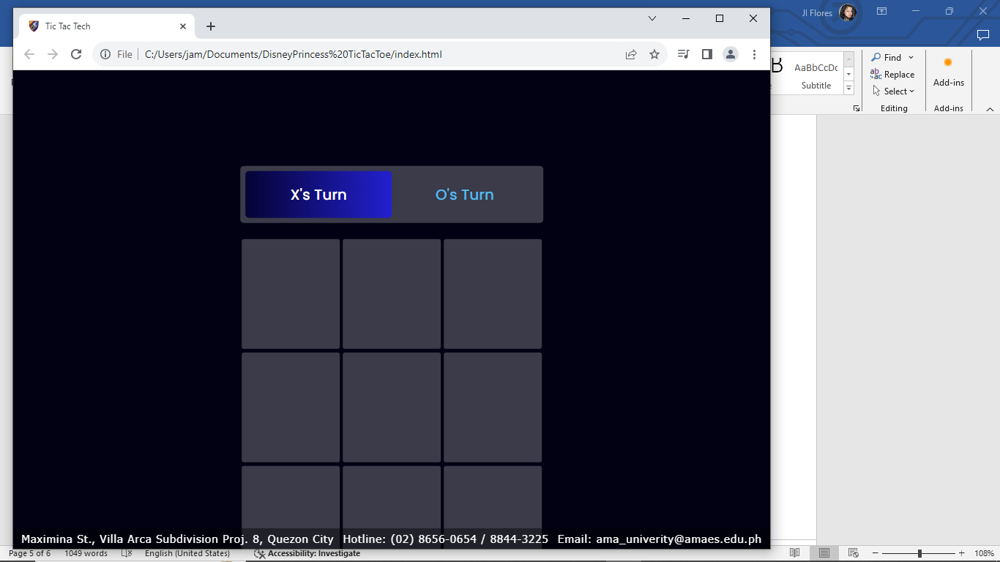 Tic Tac Tech
Jl Flores
File
C:/Users/jam/Documents/DisneyPrincess%20TicTacToe/index.html
AaBbCcDc
Subtitle
Find
Replace
Select
Editing
Add-ins
Add-ins
X's Turn
O's Turn
Maximina St., Villa Arca Subdivision Proj. 8, Quezon City Hotline: (02) 8656-0654 / 8844-3225 Email: ama_univerity@amaes.edu.ph
Page 5 of 6
1049 words
English (United States)
Accessibility: Investigate
108%